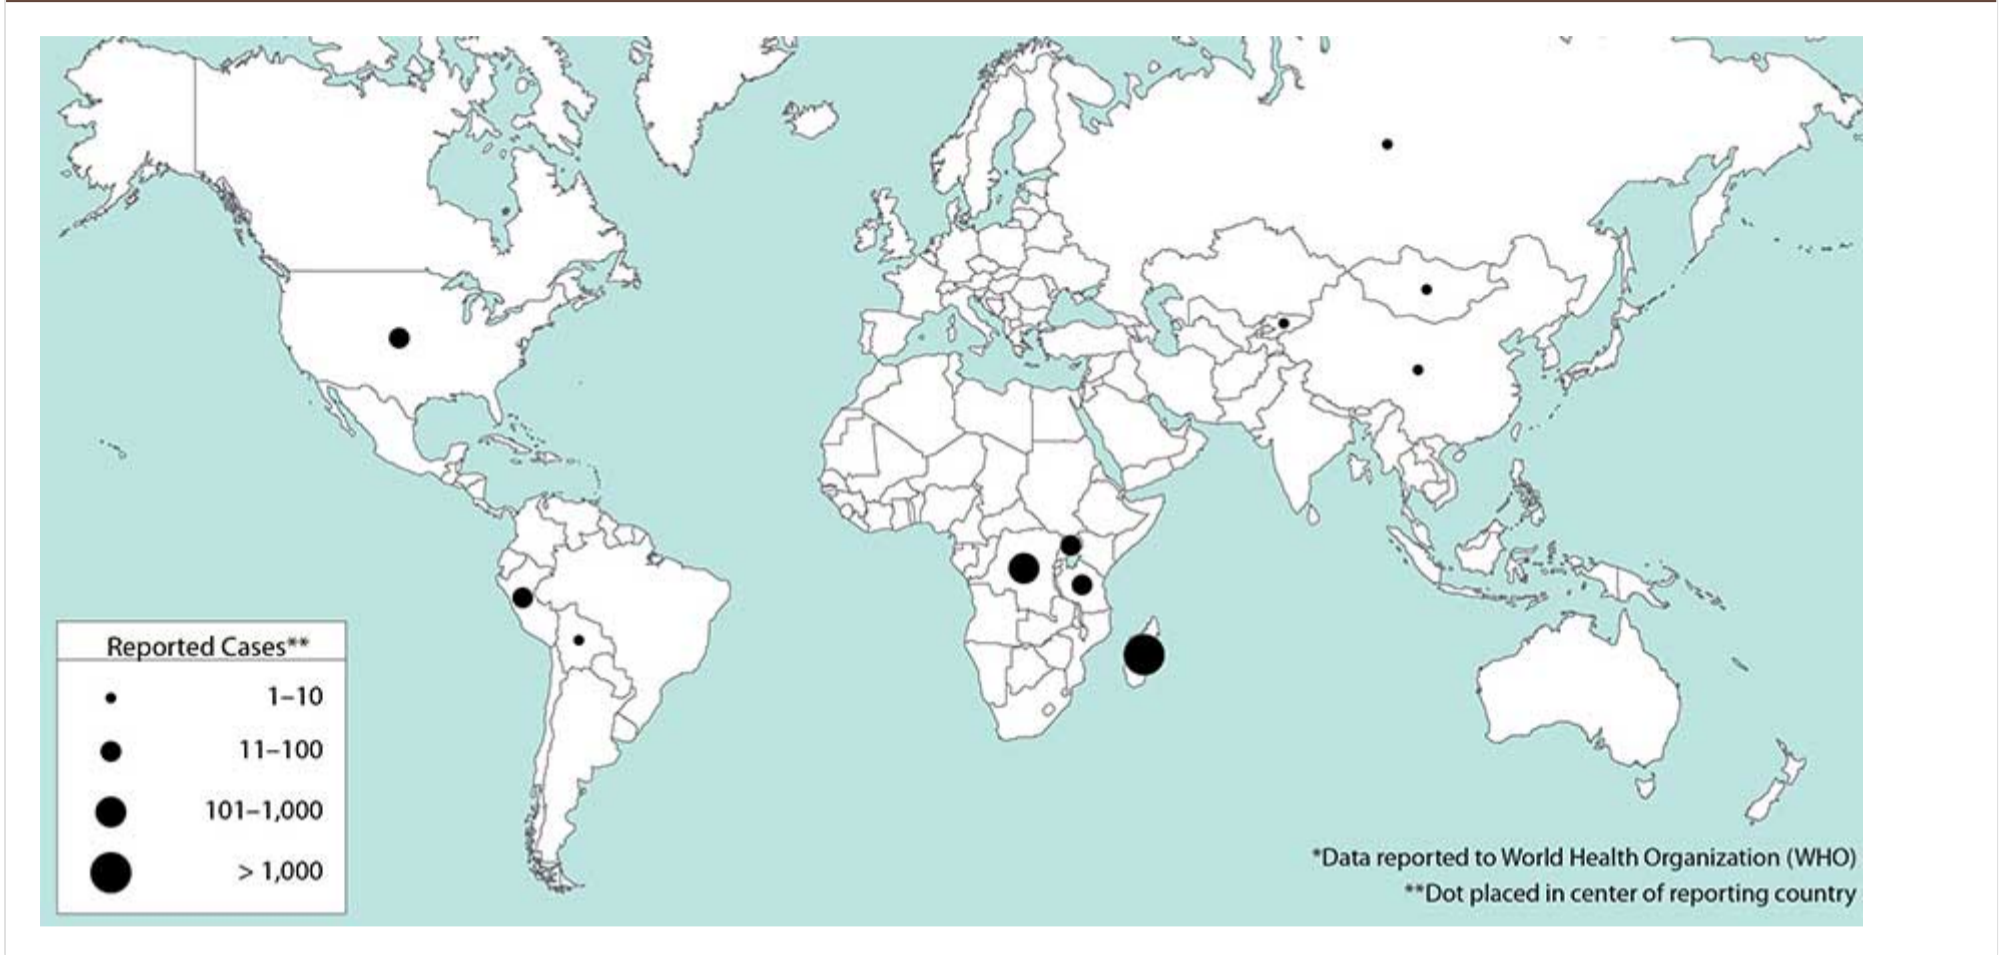 Reported Cases**
1–10
11–100
101–1,000
> 1,000
*Data reported to World Health Organization (WHO)
**Dot placed in center of reporting country